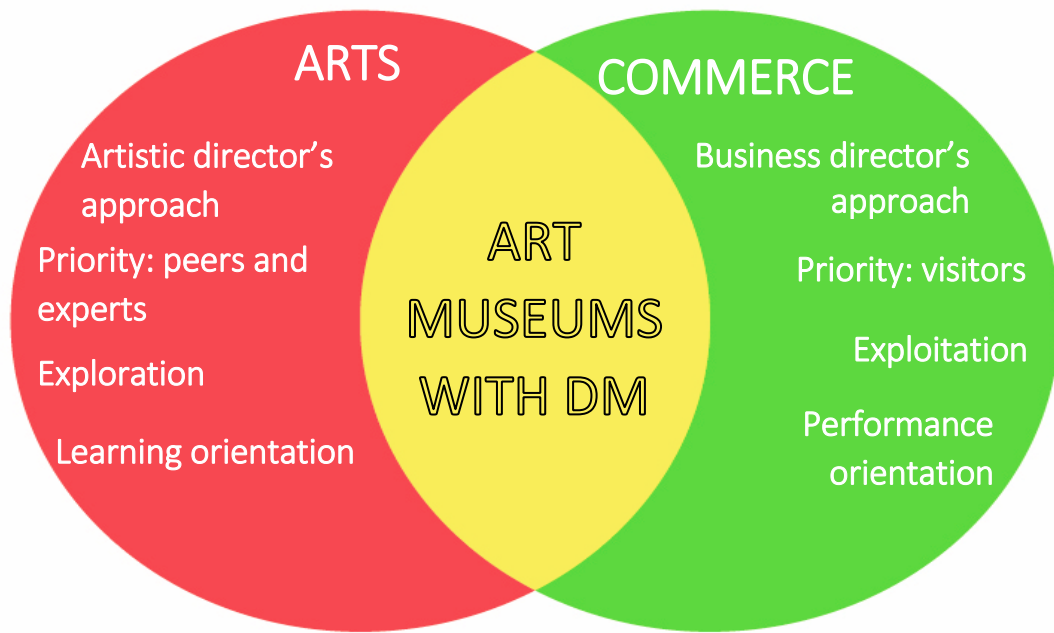 ARTS
Artistic director’s
approach
Priority: peers and
experts
Exploration
Learning orientation
ART
MUSEUMS
WITH DM
COMMERCE
Business director’s
approach
Priority: visitors
Exploitation
Performance
orientation